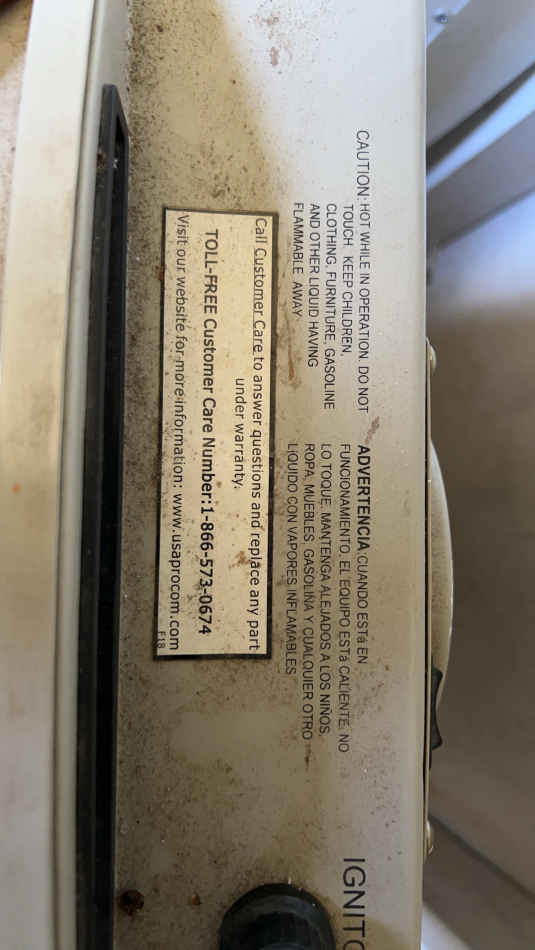 CAUTION: HOT WHILE IN OPERATION. DO NOT
TOUCH. KEEP CHILDREN,
CLOTHING, FURNITURE, GASOLINE
AND OTHER LIQUID HAVING
FLAMMABLE AWAY
ADVERTENCIA:CUANDO ESTá EN
FUNCIONAMIENTO, EL EQUIPO ESTá CALIENTE. NO
LO TOQUE. MANTENGA ALEJADOS A LOS NIÑOS,
ROPA, MUEBLES, GASOLINA Y CUALQUIER OTRO
LíQUIDO CON VAPORES INFLAMABLES
Call Customer Care to answer questions and replace any part
under warranty.
TOLL-FREE Customer Care Number:1-866-573-0674
Visit our website for more information: www.usaprocom.com
F18